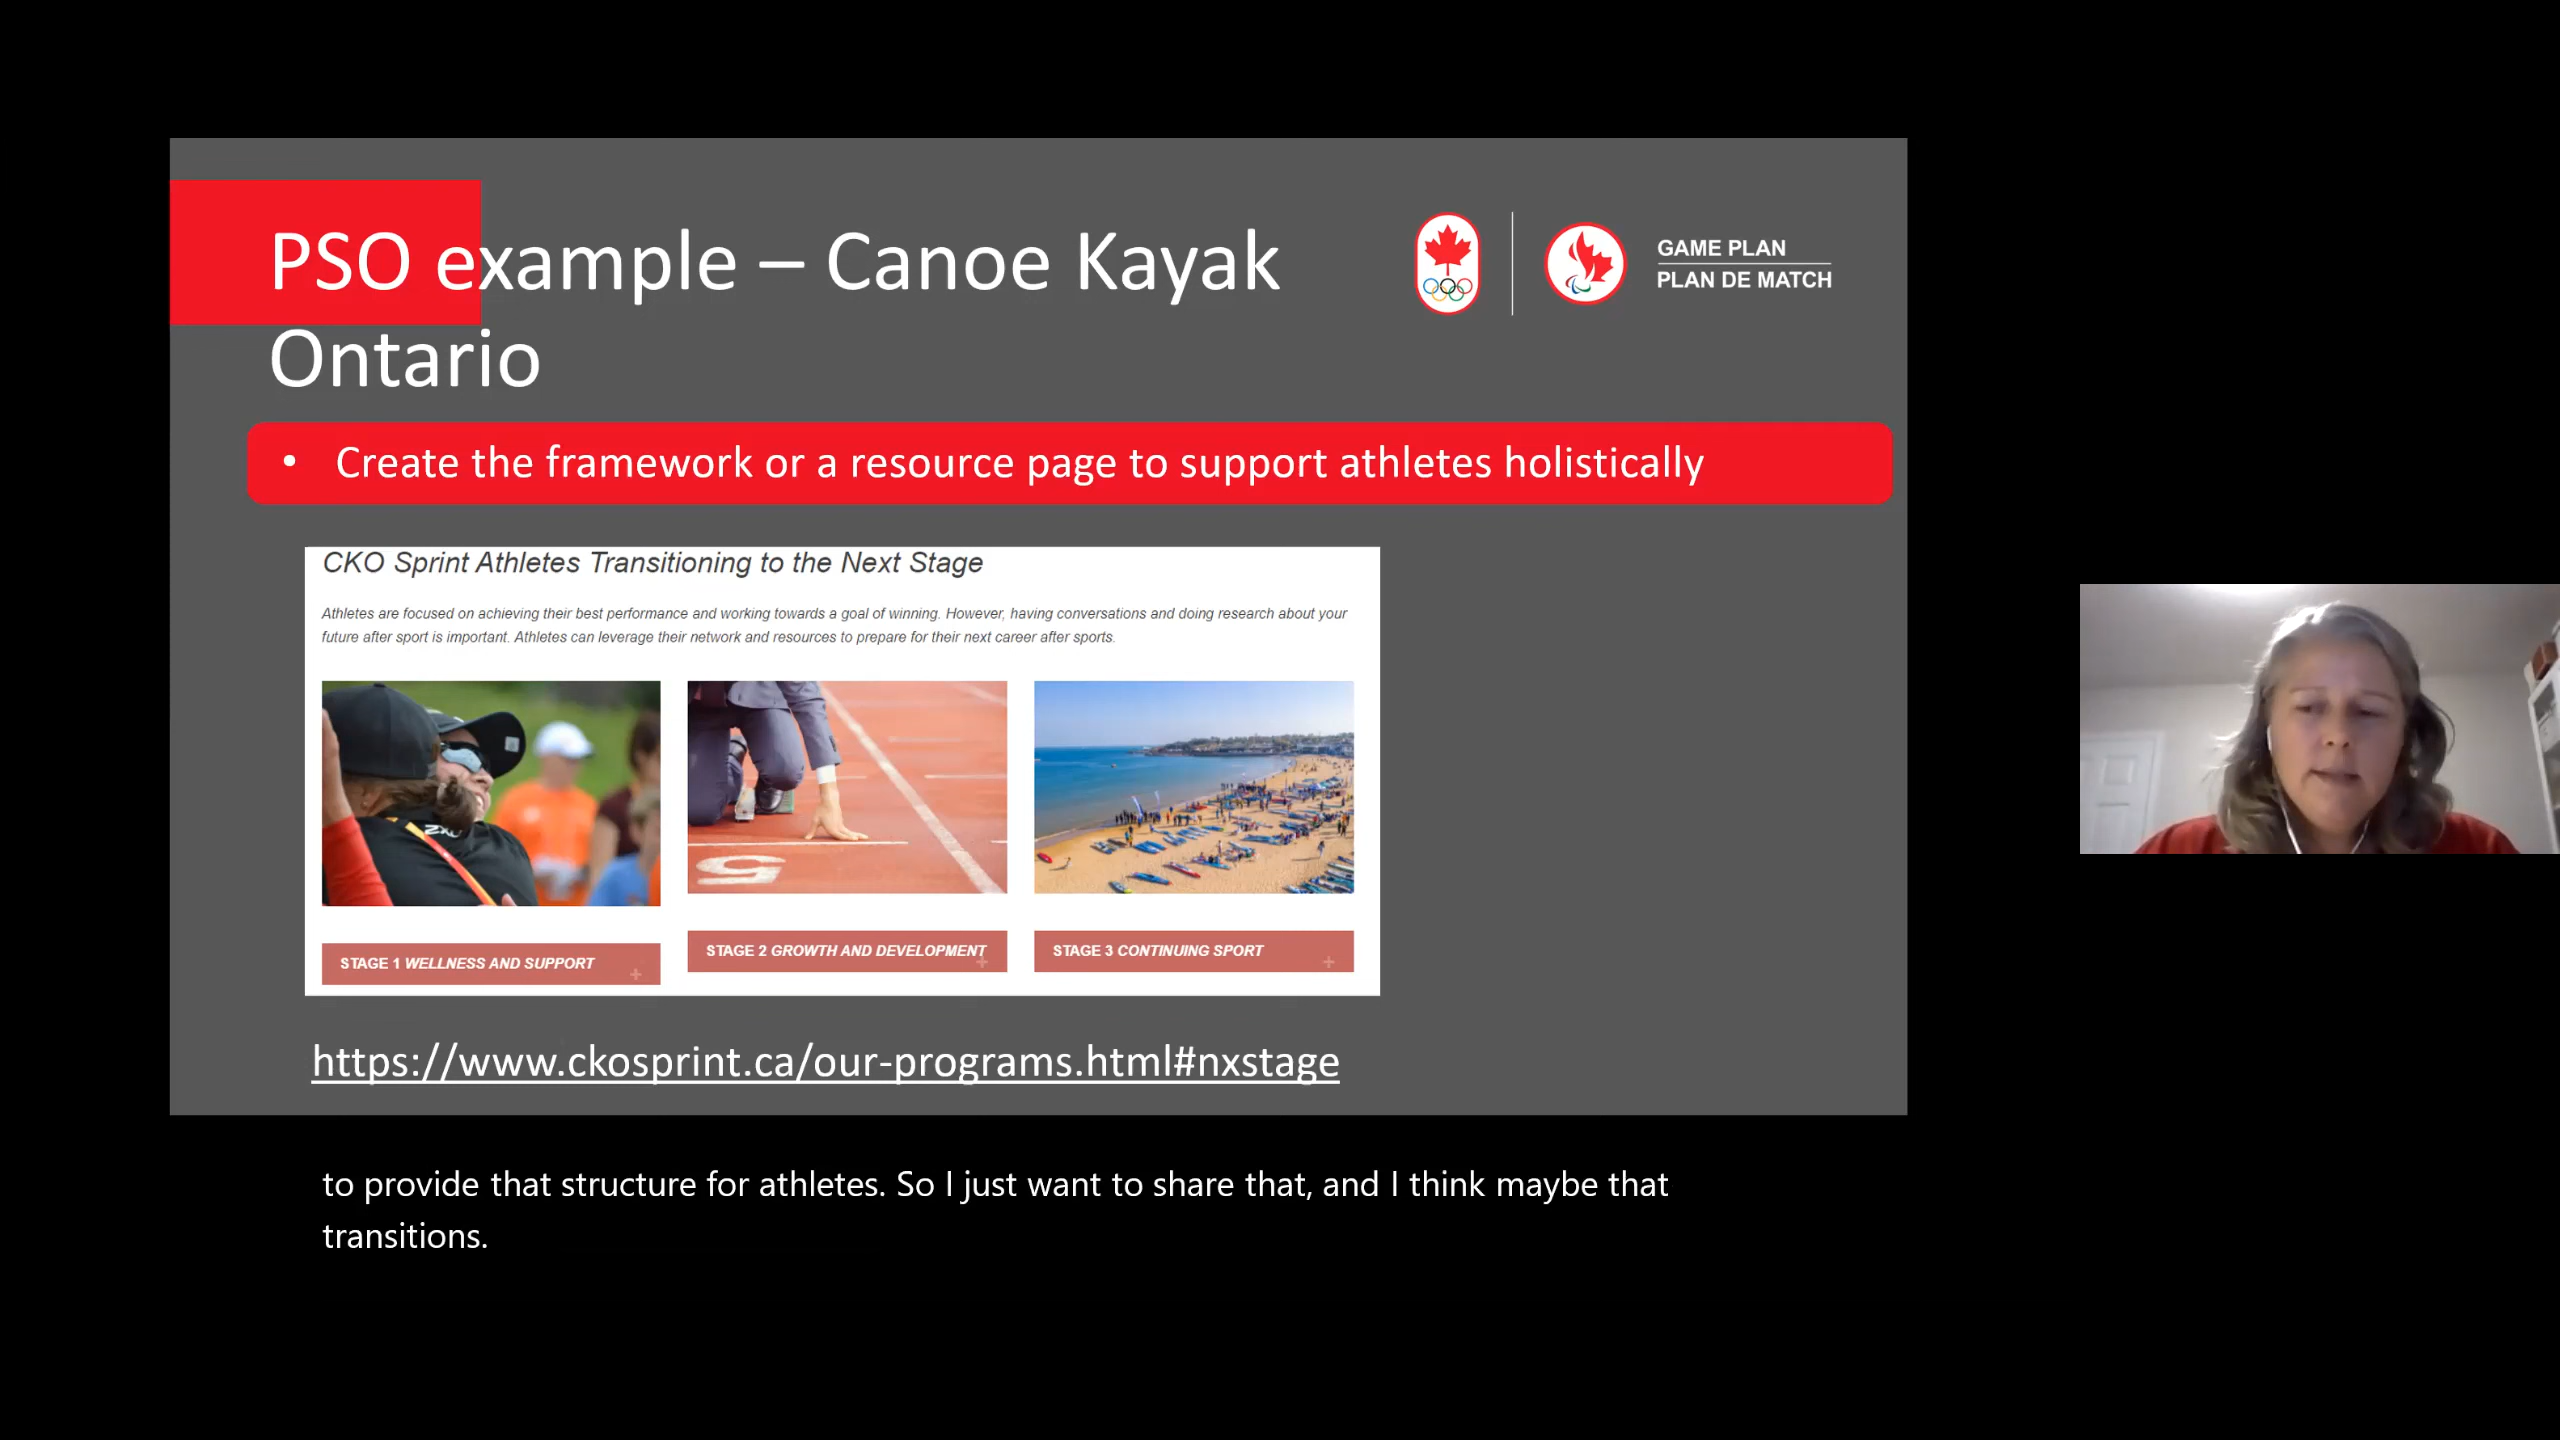 PSO example – Canoe Kayak
Ontario
GAME PLAN
PLAN DE MATCH
• Create the framework or a resource page to support athletes holistically
CKO Sprint Athletes Transitioning to the Next Stage
Athletes are focused on achieving their best performance and working towards a goal of winning. However, having conversations and doing research about your
future after sport is important. Athletes can leverage their network and resources to prepare for their next career after sports.
5
STAGE 1 WELLNESS AND SUPPORT +
STAGE 2 GROWTH AND DEVELOPMENT +
STAGE 3 CONTINUING SPORT +
https://www.ckosprint.ca/our-programs.html#nxstage
to provide that structure for athletes. So I just want to share that, and I think maybe that
transitions.